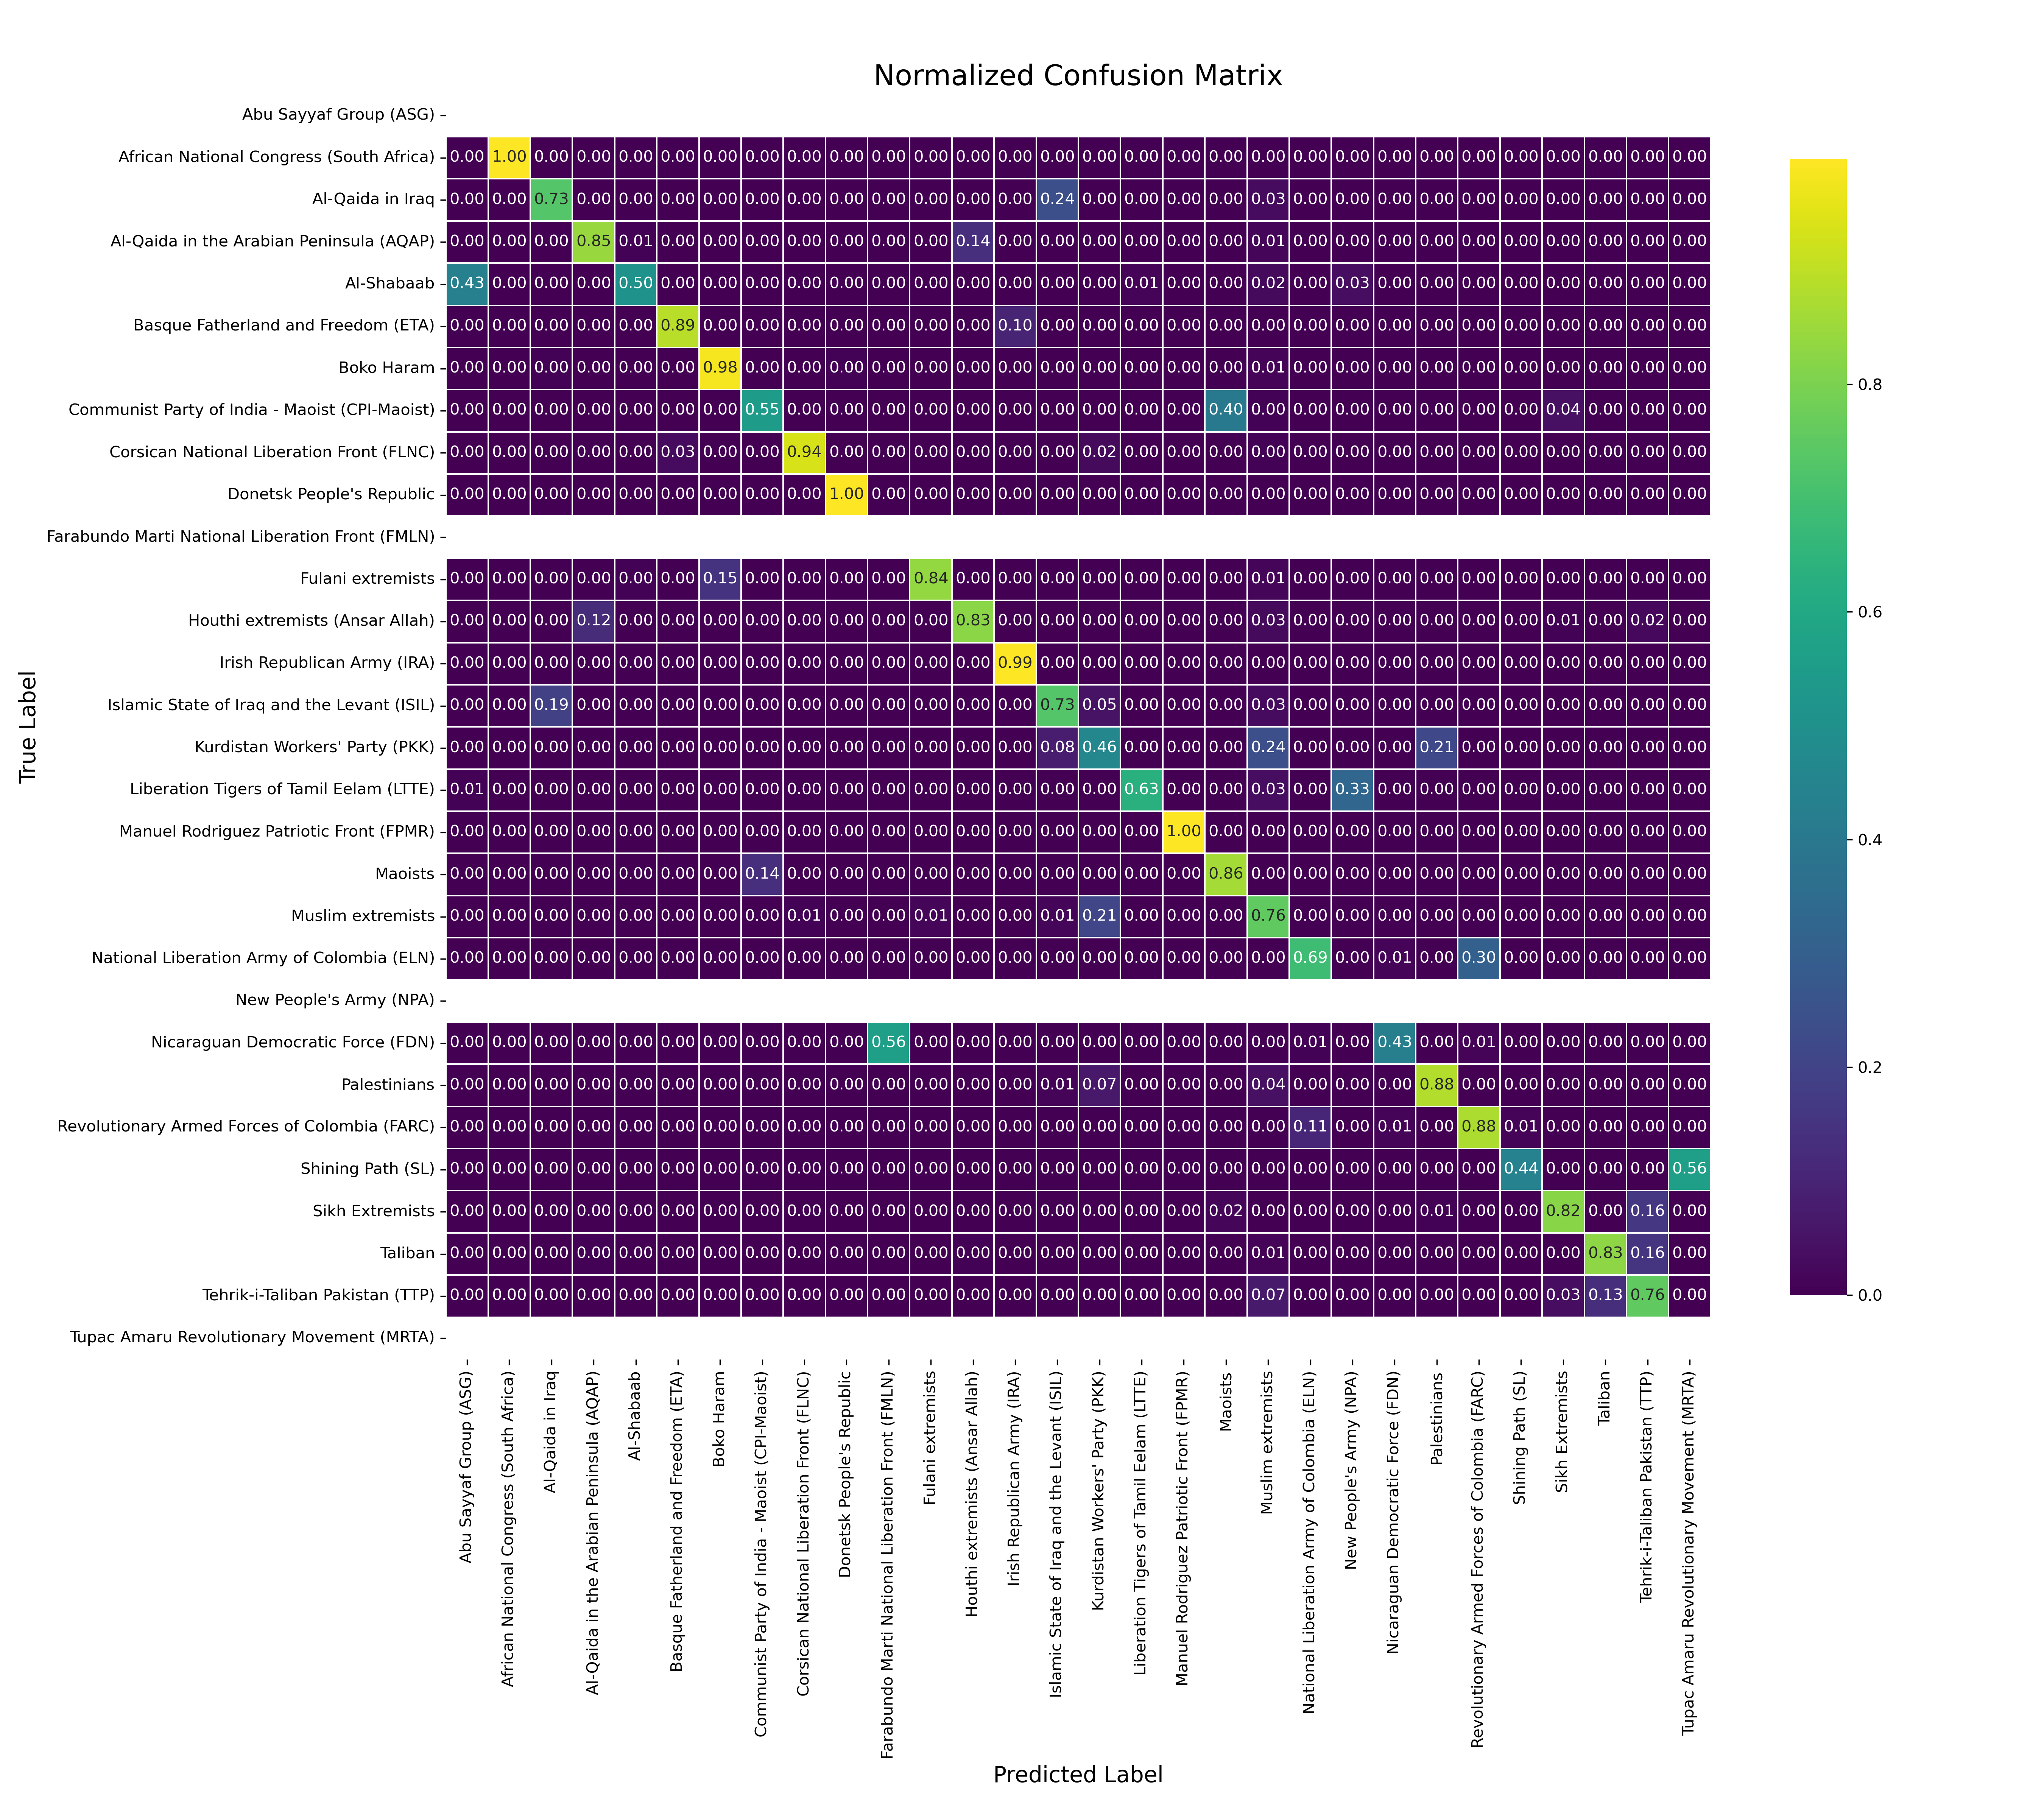 Normalized Confusion Matrix
Abu Sayyaf Group (ASG)
African National Congress (South Africa) 0.00 1.00 0.00 0.00 0.00 0.00 0.00 0.00 0.00 0.00 0.00 0.00 0.00 0.00 0.00 0.00 0.00 0.00 0.00 0.00 0.00 0.00 0.00 0.00 0.00 0.00 0.00 0.00 0.00 0.00
Al-Qaida in Iraq 0.00 0.00 0.73 0.00 0.00 0.00 0.00 0.00 0.00 0.00 0.00 0.00 0.00 0.00 0.24 0.00 0.00 0.00 0.00 0.03 0.00 0.00 0.00 0.00 0.00 0.00 0.00 0.00 0.00 0.00
Al-Qaida in the Arabian Peninsula (AQAP) 0.00 0.00 0.00 0.85 0.01 0.00 0.00 0.00 0.00 0.00 0.00 0.00 0.14 0.00 0.00 0.00 0.00 0.00 0.00 0.01 0.00 0.00 0.00 0.00 0.00 0.00 0.00 0.00 0.00 0.00
Al-Shabaab 0.43 0.00 0.00 0.00 0.50 0.00 0.00 0.00 0.00 0.00 0.00 0.00 0.00 0.00 0.00 0.00 0.01 0.00 0.00 0.02 0.00 0.03 0.00 0.00 0.00 0.00 0.00 0.00 0.00 0.00
Basque Fatherland and Freedom (ETA) 0.00 0.00 0.00 0.00 0.00 0.89 0.00 0.00 0.00 0.00 0.00 0.00 0.00 0.10 0.00 0.00 0.00 0.00 0.00 0.00 0.00 0.00 0.00 0.00 0.00 0.00 0.00 0.00 0.00 0.00
Boko Haram 0.00 0.00 0.00 0.00 0.00 0.00 0.98 0.00 0.00 0.00 0.00 0.00 0.00 0.00 0.00 0.00 0.00 0.00 0.00 0.01 0.00 0.00 0.00 0.00 0.00 0.00 0.00 0.00 0.00 0.00
Communist Party of India - Maoist (CPI-Maoist) 0.00 0.00 0.00 0.00 0.00 0.00 0.00 0.55 0.00 0.00 0.00 0.00 0.00 0.00 0.00 0.00 0.00 0.00 0.40 0.00 0.00 0.00 0.00 0.00 0.00 0.00 0.04 0.00 0.00 0.00
Corsican National Liberation Front (FLNC) 0.00 0.00 0.00 0.00 0.00 0.03 0.00 0.00 0.94 0.00 0.00 0.00 0.00 0.00 0.00 0.02 0.00 0.00 0.00 0.00 0.00 0.00 0.00 0.00 0.00 0.00 0.00 0.00 0.00 0.00
Donetsk People's Republic 0.00 0.00 0.00 0.00 0.00 0.00 0.00 0.00 0.00 1.00 0.00 0.00 0.00 0.00 0.00 0.00 0.00 0.00 0.00 0.00 0.00 0.00 0.00 0.00 0.00 0.00 0.00 0.00 0.00 0.00
Farabundo Marti National Liberation Front (FMLN)
Fulani extremists 0.00 0.00 0.00 0.00 0.00 0.00 0.15 0.00 0.00 0.00 0.00 0.84 0.00 0.00 0.00 0.00 0.00 0.00 0.00 0.01 0.00 0.00 0.00 0.00 0.00 0.00 0.00 0.00 0.00 0.00
Houthi extremists (Ansar Allah) 0.00 0.00 0.00 0.12 0.00 0.00 0.00 0.00 0.00 0.00 0.00 0.00 0.83 0.00 0.00 0.00 0.00 0.00 0.00 0.03 0.00 0.00 0.00 0.00 0.00 0.00 0.01 0.00 0.02 0.00
Irish Republican Army (IRA) 0.00 0.00 0.00 0.00 0.00 0.00 0.00 0.00 0.00 0.00 0.00 0.00 0.00 0.99 0.00 0.00 0.00 0.00 0.00 0.00 0.00 0.00 0.00 0.00 0.00 0.00 0.00 0.00 0.00 0.00
Islamic State of Iraq and the Levant (ISIL) 0.00 0.00 0.19 0.00 0.00 0.00 0.00 0.00 0.00 0.00 0.00 0.00 0.00 0.00 0.73 0.05 0.00 0.00 0.00 0.03 0.00 0.00 0.00 0.00 0.00 0.00 0.00 0.00 0.00 0.00
Kurdistan Workers' Party (PKK) 0.00 0.00 0.00 0.00 0.00 0.00 0.00 0.00 0.00 0.00 0.00 0.00 0.00 0.00 0.08 0.46 0.00 0.00 0.00 0.24 0.00 0.00 0.00 0.21 0.00 0.00 0.00 0.00 0.00 0.00
Liberation Tigers of Tamil Eelam (LTTE) 0.01 0.00 0.00 0.00 0.00 0.00 0.00 0.00 0.00 0.00 0.00 0.00 0.00 0.00 0.00 0.00 0.63 0.00 0.00 0.03 0.00 0.33 0.00 0.00 0.00 0.00 0.00 0.00 0.00 0.00
Manuel Rodriguez Patriotic Front (FPMR) 0.00 0.00 0.00 0.00 0.00 0.00 0.00 0.00 0.00 0.00 0.00 0.00 0.00 0.00 0.00 0.00 0.00 1.00 0.00 0.00 0.00 0.00 0.00 0.00 0.00 0.00 0.00 0.00 0.00 0.00
Maoists 0.00 0.00 0.00 0.00 0.00 0.00 0.00 0.14 0.00 0.00 0.00 0.00 0.00 0.00 0.00 0.00 0.00 0.00 0.86 0.00 0.00 0.00 0.00 0.00 0.00 0.00 0.00 0.00 0.00 0.00
Muslim extremists 0.00 0.00 0.00 0.00 0.00 0.00 0.00 0.00 0.01 0.00 0.00 0.01 0.00 0.00 0.01 0.21 0.00 0.00 0.00 0.76 0.00 0.00 0.00 0.00 0.00 0.00 0.00 0.00 0.00 0.00
National Liberation Army of Colombia (ELN) 0.00 0.00 0.00 0.00 0.00 0.00 0.00 0.00 0.00 0.00 0.00 0.00 0.00 0.00 0.00 0.00 0.00 0.00 0.00 0.00 0.69 0.00 0.01 0.00 0.30 0.00 0.00 0.00 0.00 0.00
New People's Army (NPA)
Nicaraguan Democratic Force (FDN) 0.00 0.00 0.00 0.00 0.00 0.00 0.00 0.00 0.00 0.00 0.56 0.00 0.00 0.00 0.00 0.00 0.00 0.00 0.00 0.00 0.01 0.00 0.43 0.00 0.01 0.00 0.00 0.00 0.00 0.00
Palestinians 0.00 0.00 0.00 0.00 0.00 0.00 0.00 0.00 0.00 0.00 0.00 0.00 0.00 0.00 0.01 0.07 0.00 0.00 0.00 0.04 0.00 0.00 0.00 0.88 0.00 0.00 0.00 0.00 0.00 0.00
Revolutionary Armed Forces of Colombia (FARC) 0.00 0.00 0.00 0.00 0.00 0.00 0.00 0.00 0.00 0.00 0.00 0.00 0.00 0.00 0.00 0.00 0.00 0.00 0.00 0.00 0.11 0.00 0.01 0.00 0.88 0.01 0.00 0.00 0.00 0.00
Shining Path (SL) 0.00 0.00 0.00 0.00 0.00 0.00 0.00 0.00 0.00 0.00 0.00 0.00 0.00 0.00 0.00 0.00 0.00 0.00 0.00 0.00 0.00 0.00 0.00 0.00 0.00 0.44 0.00 0.00 0.00 0.56
Sikh Extremists 0.00 0.00 0.00 0.00 0.00 0.00 0.00 0.00 0.00 0.00 0.00 0.00 0.00 0.00 0.00 0.00 0.00 0.00 0.02 0.00 0.00 0.00 0.00 0.01 0.00 0.00 0.82 0.00 0.16 0.00
Taliban 0.00 0.00 0.00 0.00 0.00 0.00 0.00 0.00 0.00 0.00 0.00 0.00 0.00 0.00 0.00 0.00 0.00 0.00 0.00 0.01 0.00 0.00 0.00 0.00 0.00 0.00 0.00 0.83 0.16 0.00
Tehrik-i-Taliban Pakistan (TTP) 0.00 0.00 0.00 0.00 0.00 0.00 0.00 0.00 0.00 0.00 0.00 0.00 0.00 0.00 0.00 0.00 0.00 0.00 0.00 0.07 0.00 0.00 0.00 0.00 0.00 0.00 0.03 0.13 0.76 0.00
Tupac Amaru Revolutionary Movement (MRTA)
True Label
0.8
0.6
0.4
0.2
0.0
Abu Sayyaf Group (ASG)
African National Congress (South Africa)
Al-Qaida in Iraq
Al-Qaida in the Arabian Peninsula (AQAP)
Al-Shabaab
Basque Fatherland and Freedom (ETA)
Boko Haram
Communist Party of India - Maoist (CPI-Maoist)
Corsican National Liberation Front (FLNC)
Donetsk People's Republic
Farabundo Marti National Liberation Front (FMLN)
Fulani extremists
Houthi extremists (Ansar Allah)
Irish Republican Army (IRA)
Islamic State of Iraq and the Levant (ISIL)
Kurdistan Workers' Party (PKK)
Liberation Tigers of Tamil Eelam (LTTE)
Manuel Rodriguez Patriotic Front (FPMR)
Maoists
Muslim extremists
National Liberation Army of Colombia (ELN)
New People's Army (NPA)
Nicaraguan Democratic Force (FDN)
Palestinians
Revolutionary Armed Forces of Colombia (FARC)
Shining Path (SL)
Sikh Extremists
Taliban
Tehrik-i-Taliban Pakistan (TTP)
Tupac Amaru Revolutionary Movement (MRTA)
Predicted Label